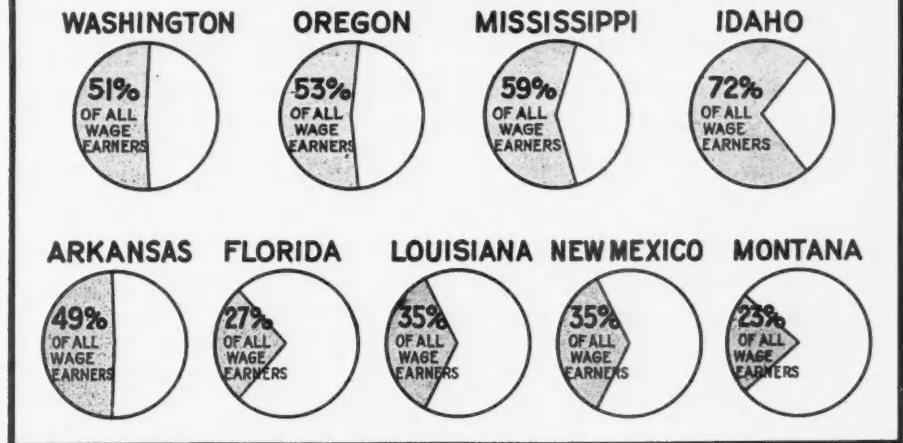 WASHINGTON OREGON MISSISSIPPI IDAHO
51% OF ALL WAGE EARNERS
53% OF ALL WAGE EARNERS
59% OF ALL WAGE EARNERS
72% OF ALL WAGE EARNERS
ARKANSAS FLORIDA LOUISIANA NEW MEXICO MONTANA
49% OF ALL WAGE EARNERS
27% OF ALL WAGE EARNERS
35% OF ALL WAGE EARNERS
35% OF ALL WAGE EARNERS
23% OF ALL WAGE EARNERS